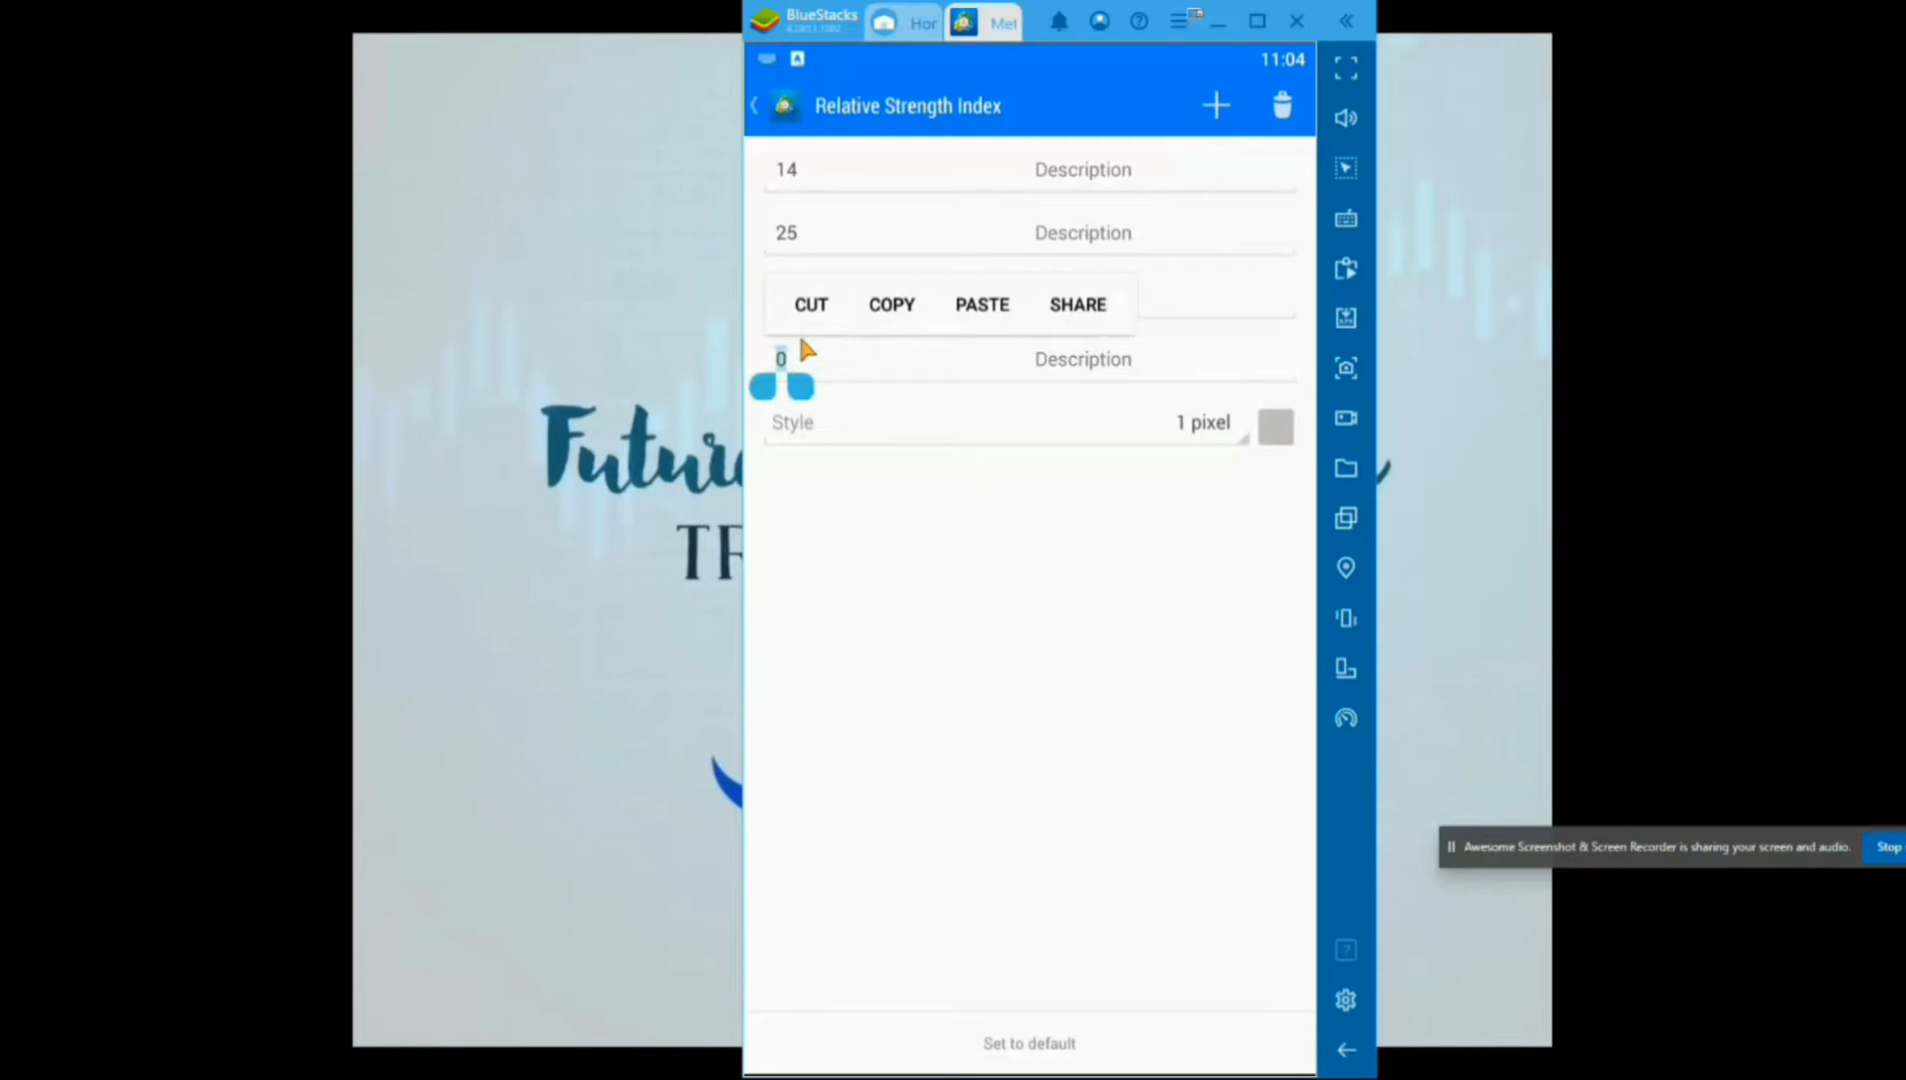 BlueStacks
Hor
Met
11:04
Relative Strength Index
14 Description
25 Description
CUT COPY PASTE SHARE
0 Description
Style 1 pixel
Futur
TR
Awesome Screenshot & Screen Recorder is sharing your screen and audio. Stop
Set to default